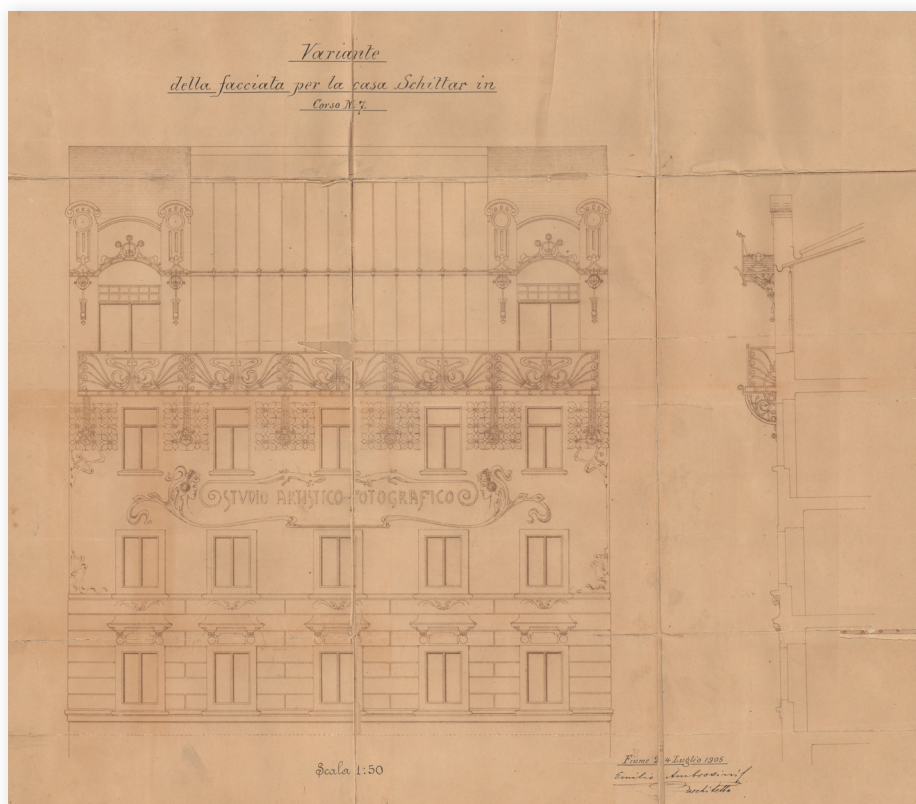 Variante
della facciata per la casa Schittar in
Corso N. 7.
STVDIO ARTISTICO-FOTOGRAFICO
Scala 1:50
Fiume 24 Luglio 1905
Emilio Ambrosini
architetto